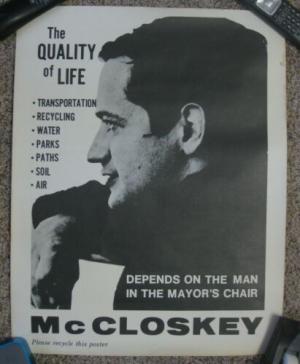 The
QUALITY
of LIFE
• TRANSPORTATION
• RECYCLING
• WATER
• PARKS
• PATHS
• SOIL
• AIR
DEPENDS ON THE MAN
IN THE MAYOR'S CHAIR
McCLOSKEY
Please recycle this poster